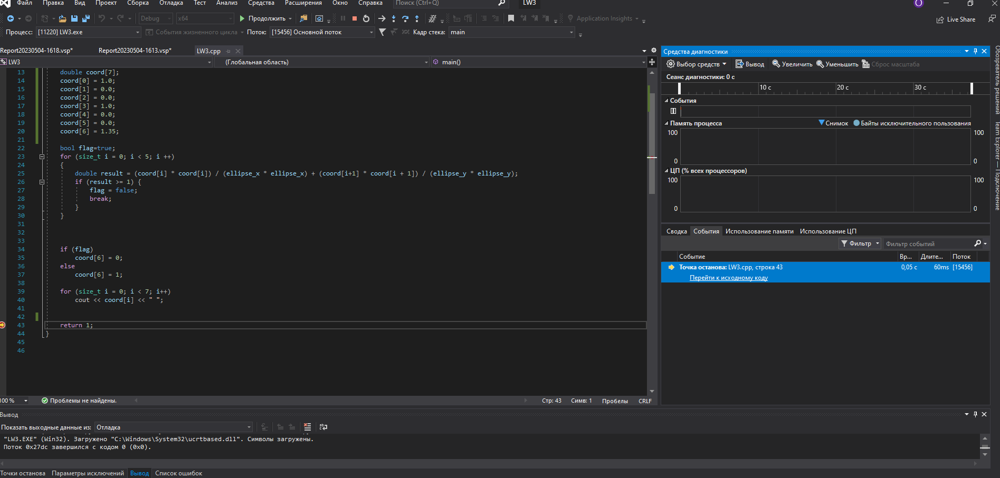 Файл Правка Вид Проект Сборка Отладка Тест Анализ Средства Расширения Окно Справка Поиск (Ctrl+Q) LW3 O
Debug x64 Продолжить Application Insights Live Share
Процесс: [11220] LW3.exe События жизненного цикла Поток: [15456] Основной поток Кадр стека: main
Report20230504-1618.vsp* Report20230504-1613.vsp* LW3.cpp
LW3 (Глобальная область) main()
13 double coord[7];
14 coord[0] = 1.0;
15 coord[1] = 0.0;
16 coord[2] = 0.0;
17 coord[3] = 1.0;
18 coord[4] = 0.0;
19 coord[5] = 0.0;
20 coord[6] = 1.35;
21
22 bool flag=true;
23 for (size_t i = 0; i < 5; i ++)
24 {
25 double result = (coord[i] * coord[i]) / (ellipse_x * ellipse_x) + (coord[i+1] * coord[i + 1]) / (ellipse_y * ellipse_y);
26 if (result >= 1) {
27 flag = false;
28 break;
29 }
30 }
31
32
33
34 if (flag)
35 coord[6] = 0;
36 else
37 coord[6] = 1;
38
39 for (size_t i = 0; i < 7; i++)
40 cout << coord[i] << " ";
41
42
43 return 1;
44 }
45
46
100 % Проблемы не найдены. Стр: 43 Симв: 1 Пробелы CRLF
Средства диагностики
Выбор средств Вывод Увеличить Уменьшить Сброс масштаба
Сеанс диагностики: 0 с
10 с 20 с 30 с
События
Память процесса Снимок Байты исключительного пользования
100 100
0 0
ЦП (% всех процессоров)
100 100
0 0
Сводка События Использование памяти Использование ЦП
Фильтр Фильтр событий
Событие Вр... Длите... Поток
Точка останова: LW3.cpp, строка 43 0,05 с 60ms [15456]
Перейти к исходному коду
Обозреватель решений
Team Explorer — Подключение
Вывод
Показать выходные данные из: Отладка
"LW3.EXE" (Win32). Загружено "C:\Windows\System32\ucrtbased.dll". Символы загружены.
Поток 0x27dc завершился с кодом 0 (0x0).
Точки останова Параметры исключений Вывод Список ошибок